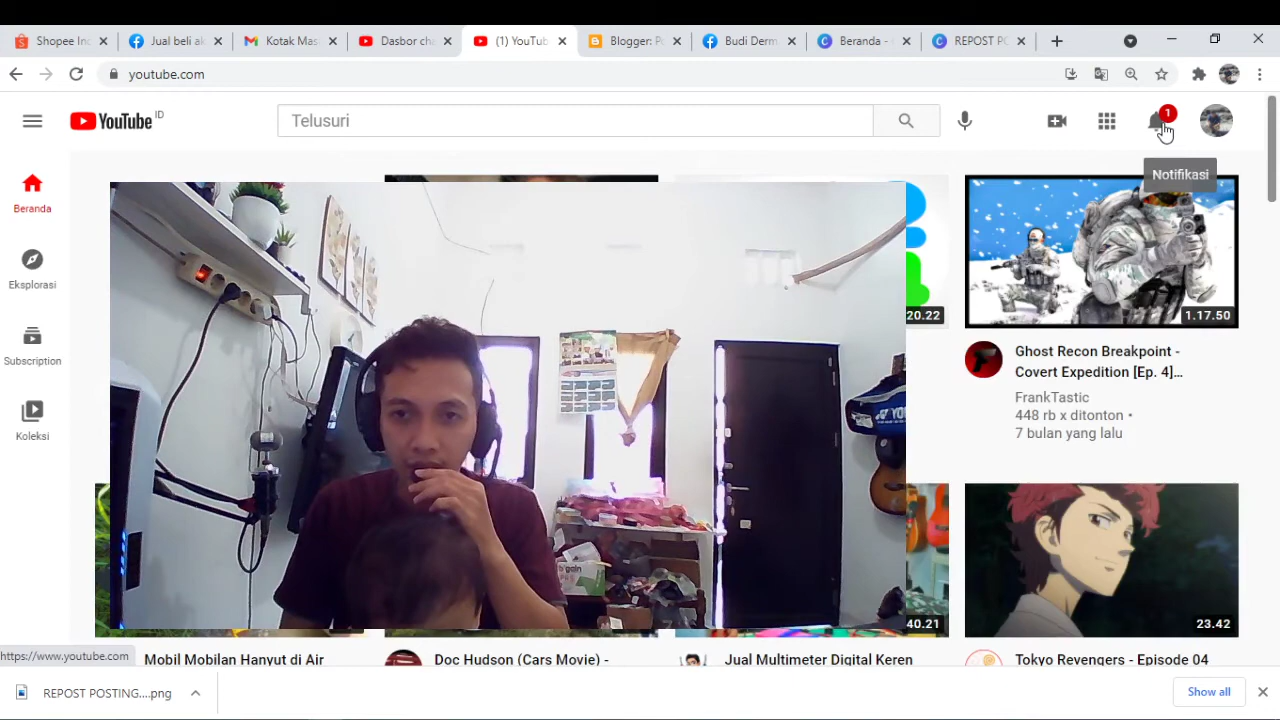 Shopee Inc
Jual beli ak
Kotak Mas
Dasbor cha
(1) YouTub
Blogger: Po
Budi Derm
Beranda -
REPOST PO
youtube.com
YouTube ID
Telusuri
1
Notifikasi
Beranda
Eksplorasi
Subscription
Koleksi
20.22
1.17.50
Ghost Recon Breakpoint -
Covert Expedition [Ep. 4]...
FrankTastic
448 rb x ditonton •
7 bulan yang lalu
40.21
23.42
https://www.youtube.com
Mobil Mobilan Hanyut di Air
Doc Hudson (Cars Movie) -
Jual Multimeter Digital Keren
Tokyo Revengers - Episode 04
REPOST POSTING....png
Show all